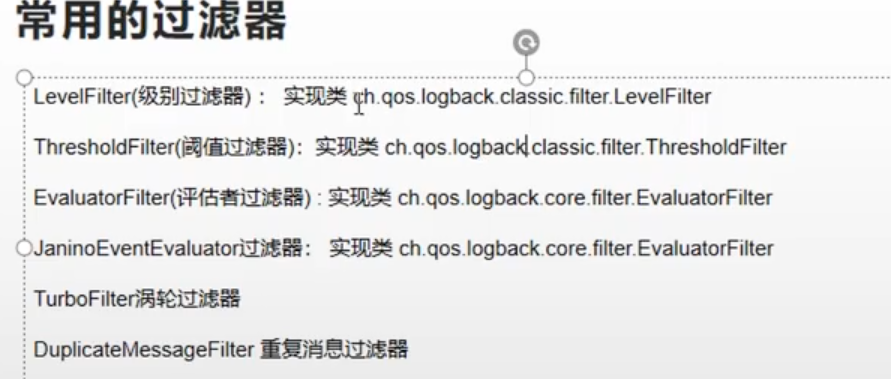 常用的过滤器
LevelFilter(级别过滤器) : 实现类 ch.qos.logback.classic.filter.LevelFilter
ThresholdFilter(阈值过滤器): 实现类 ch.qos.logback.classic.filter.ThresholdFilter
EvaluatorFilter(评估者过滤器) : 实现类 ch.qos.logback.core.filter.EvaluatorFilter
JaninoEventEvaluator过滤器: 实现类 ch.qos.logback.core.filter.EvaluatorFilter
TurboFilter涡轮过滤器
DuplicateMessageFilter 重复消息过滤器